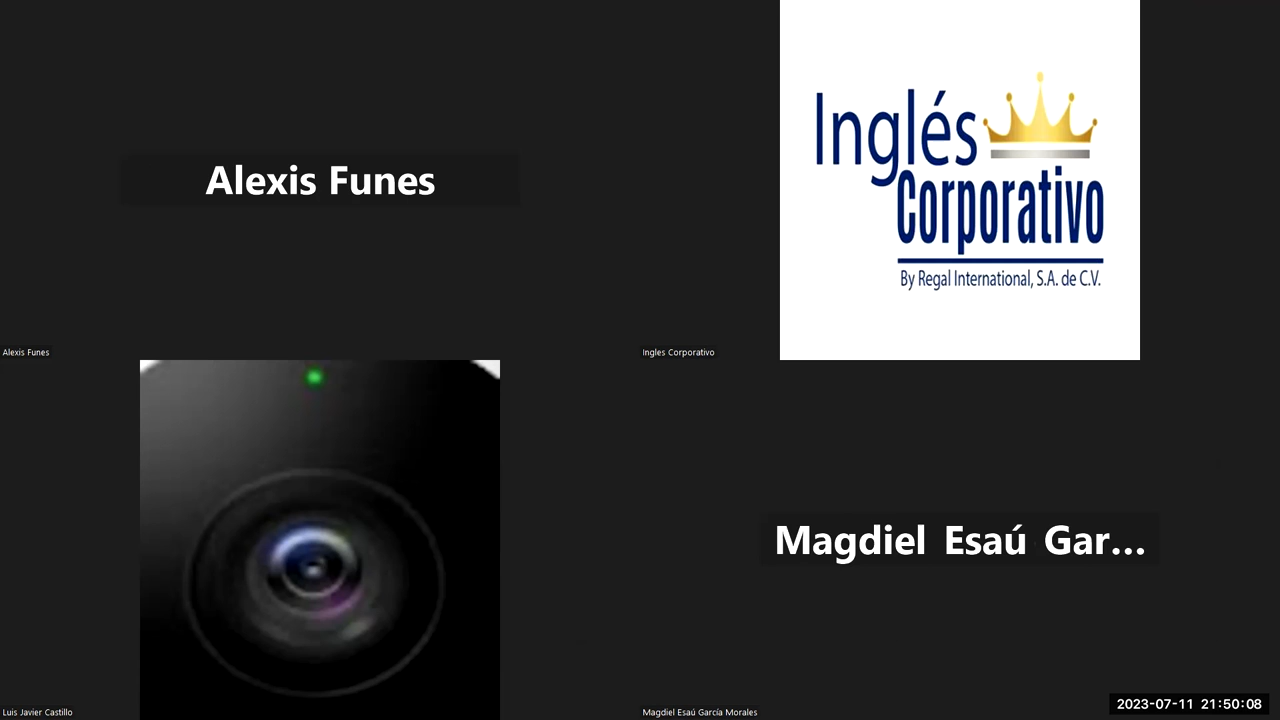 Alexis Funes
Alexis Funes
Inglés
Corporativo
By Regal International, S.A. de C.V.
Ingles Corporativo
Luis Javier Castillo
Magdiel Esaú Gar...
Magdiel Esaú García Morales
2023-07-11 21:50:08